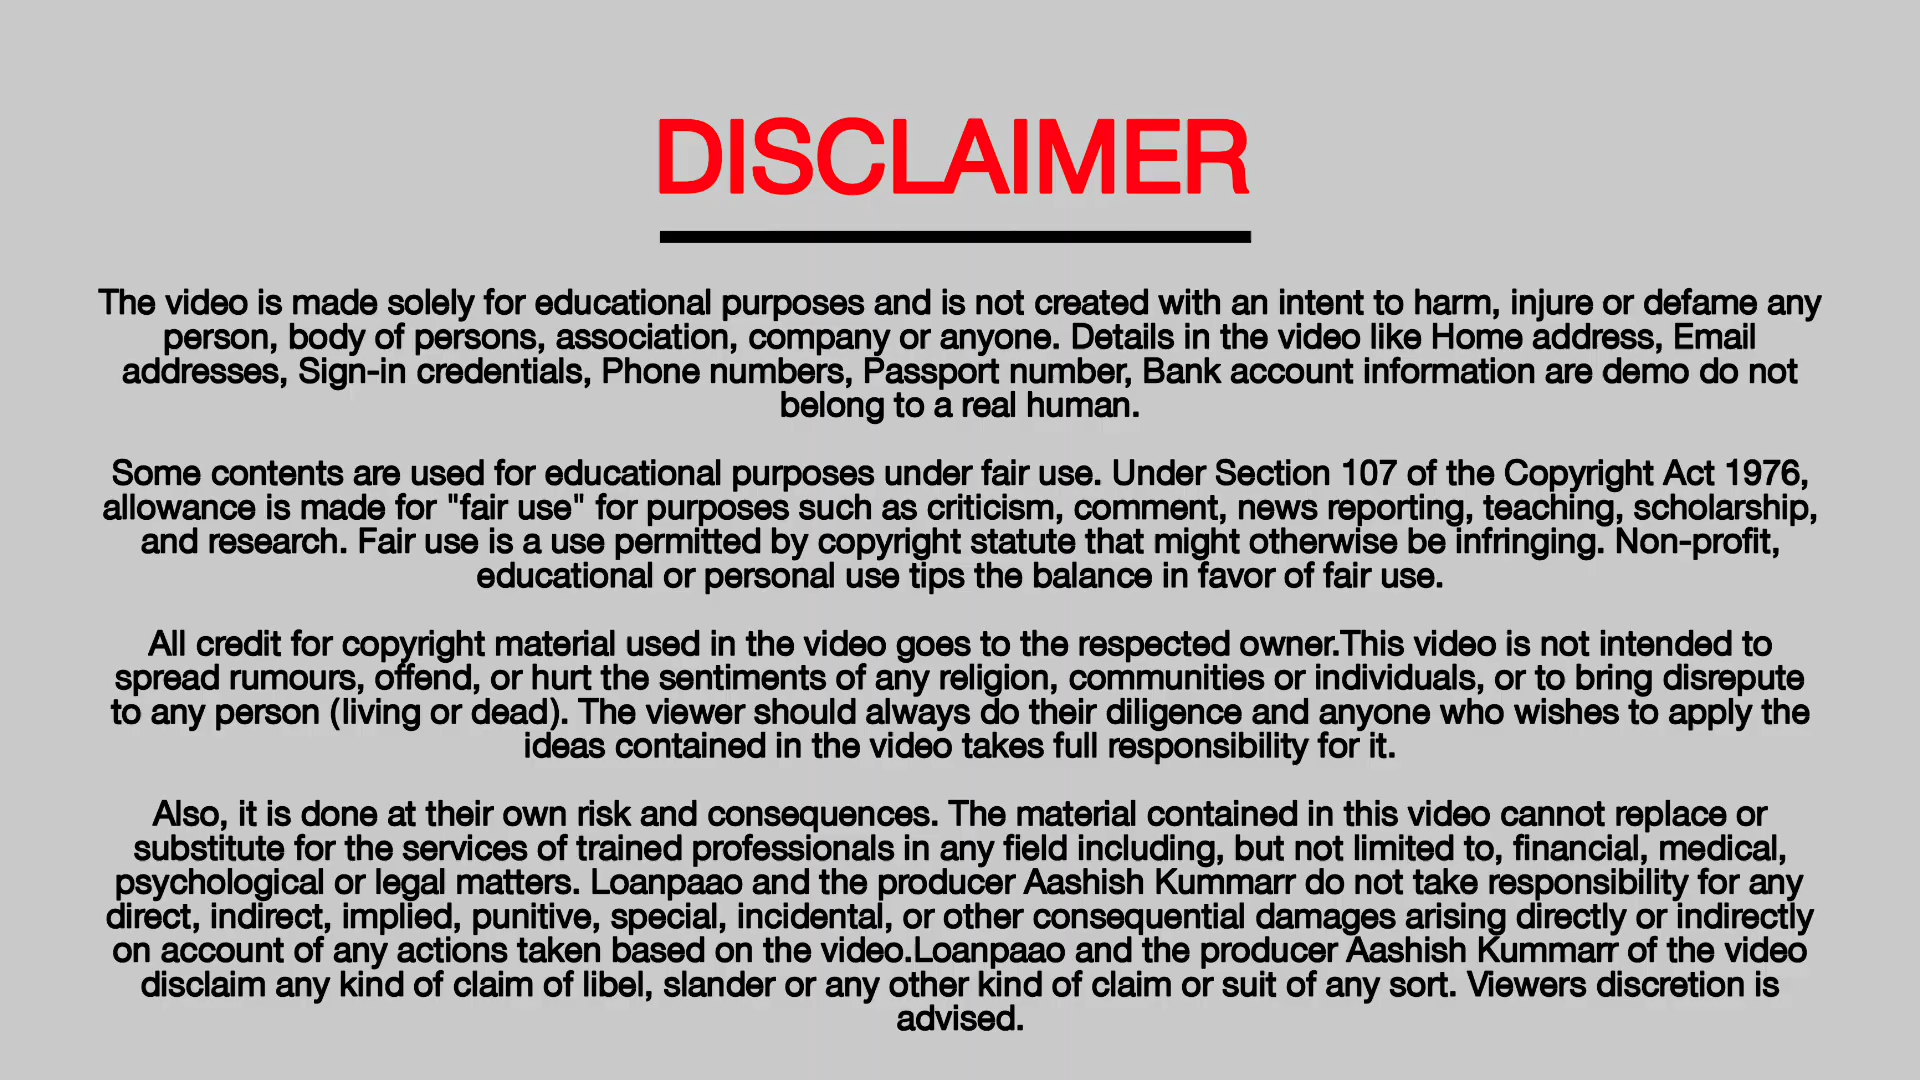 DISCLAIMER
The video is made solely for educational purposes and is not created with an intent to harm, injure or defame any
person, body of persons, association, company or anyone. Details in the video like Home address, Email
addresses, Sign-in credentials, Phone numbers, Passport number, Bank account information are demo do not
belong to a real human.
Some contents are used for educational purposes under fair use. Under Section 107 of the Copyright Act 1976,
allowance is made for "fair use" for purposes such as criticism, comment, news reporting, teaching, scholarship,
and research. Fair use is a use permitted by copyright statute that might otherwise be infringing. Non-profit,
educational or personal use tips the balance in favor of fair use.
All credit for copyright material used in the video goes to the respected owner.This video is not intended to
spread rumours, offend, or hurt the sentiments of any religion, communities or individuals, or to bring disrepute
to any person (living or dead). The viewer should always do their diligence and anyone who wishes to apply the
ideas contained in the video takes full responsibility for it.
Also, it is done at their own risk and consequences. The material contained in this video cannot replace or
substitute for the services of trained professionals in any field including, but not limited to, financial, medical,
psychological or legal matters. Loanpaao and the producer Aashish Kummarr do not take responsibility for any
direct, indirect, implied, punitive, special, incidental, or other consequential damages arising directly or indirectly
on account of any actions taken based on the video.Loanpaao and the producer Aashish Kummarr of the video
disclaim any kind of claim of libel, slander or any other kind of claim or suit of any sort. Viewers discretion is
advised.